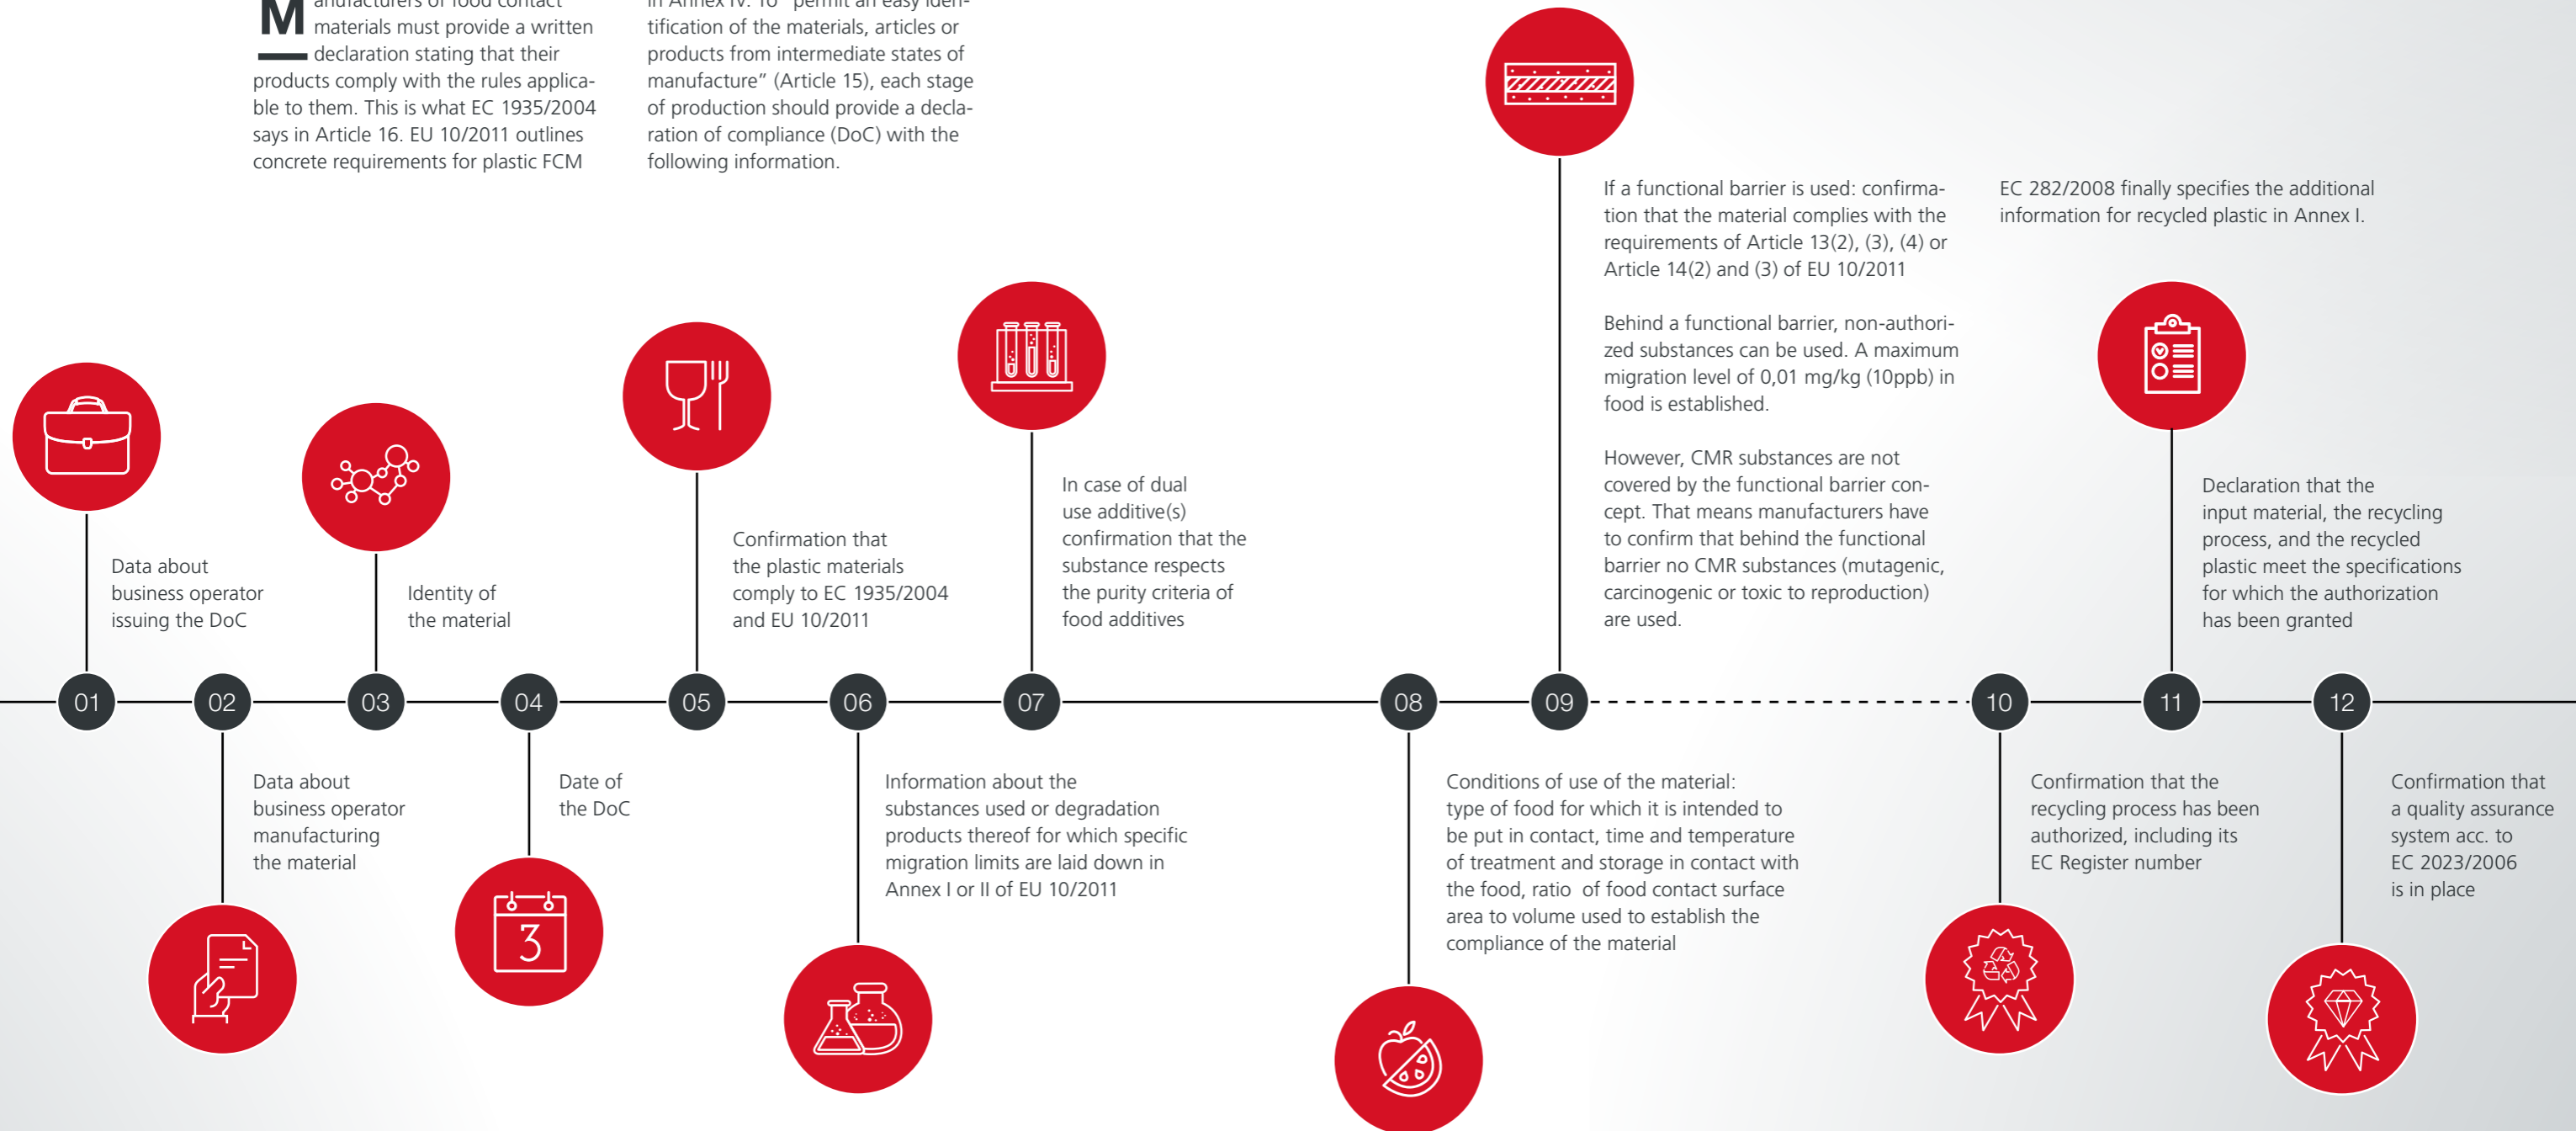 Manufacturers of food contact
materials must provide a written
declaration stating that their
products comply with the rules applica-
ble to them. This is what EC 1935/2004
says in Article 16. EU 10/2011 outlines
concrete requirements for plastic FCM
in Annex IV. To “permit an easy iden-
tification of the materials, articles or
products from intermediate states of
manufacture” (Article 15), each stage
of production should provide a decla-
ration of compliance (DoC) with the
following information.
01
Data about
business operator
issuing the DoC
02
Data about
business operator
manufacturing
the material
03
Identity of
the material
04
Date of
the DoC
3
05
Confirmation that
the plastic materials
comply to EC 1935/2004
and EU 10/2011
06
Information about the
substances used or degradation
products thereof for which specific
migration limits are laid down in
Annex I or II of EU 10/2011
07
In case of dual
use additive(s)
confirmation that the
substance respects
the purity criteria of
food additives
08
Conditions of use of the material:
type of food for which it is intended to
be put in contact, time and temperature
of treatment and storage in contact with
the food, ratio of food contact surface
area to volume used to establish the
compliance of the material
09
If a functional barrier is used: confirma-
tion that the material complies with the
requirements of Article 13(2), (3), (4) or
Article 14(2) and (3) of EU 10/2011
Behind a functional barrier, non-authori-
zed substances can be used. A maximum
migration level of 0,01 mg/kg (10ppb) in
food is established.
However, CMR substances are not
covered by the functional barrier con-
cept. That means manufacturers have
to confirm that behind the functional
barrier no CMR substances (mutagenic,
carcinogenic or toxic to reproduction)
are used.
EC 282/2008 finally specifies the additional
information for recycled plastic in Annex I.
10
Confirmation that the
recycling process has been
authorized, including its
EC Register number
11
Declaration that the
input material, the recycling
process, and the recycled
plastic meet the specifications
for which the authorization
has been granted
12
Confirmation that
a quality assurance
system acc. to
EC 2023/2006
is in place